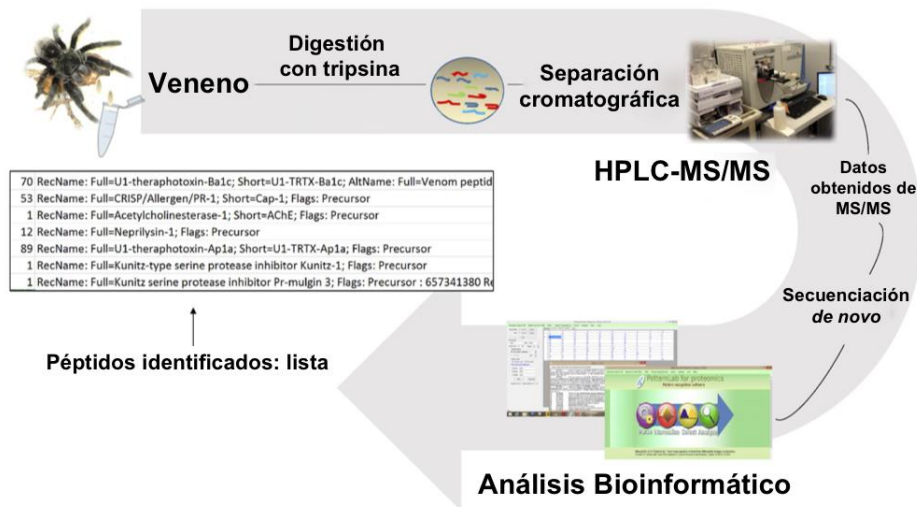 Veneno
Digestión
con tripsina
Separación
cromatográfica
HPLC-MS/MS
Datos
obtenidos de
MS/MS
Secuenciación
de novo
PatternLab for proteomics
Análisis Bioinformático
Péptidos identificados: lista
70 RecName: Full=U1-theraphotoxin-Ba1c; Short=U1-TRTX-Ba1c; AltName: Full=Venom peptid
53 RecName: Full=CRISP/Allergen/PR-1; Short=Cap-1; Flags: Precursor
1 RecName: Full=Acetylcholinesterase-1; Short=AChE; Flags: Precursor
12 RecName: Full=Neprilysin-1; Flags: Precursor
89 RecName: Full=U1-theraphotoxin-Ap1a; Short=U1-TRTX-Ap1a; Flags: Precursor
1 RecName: Full=Kunitz-type serine protease inhibitor Kunitz-1; Flags: Precursor
1 RecName: Full=Kunitz serine protease inhibitor Pr-mulgin 3; Flags: Precursor : 657341380 Re